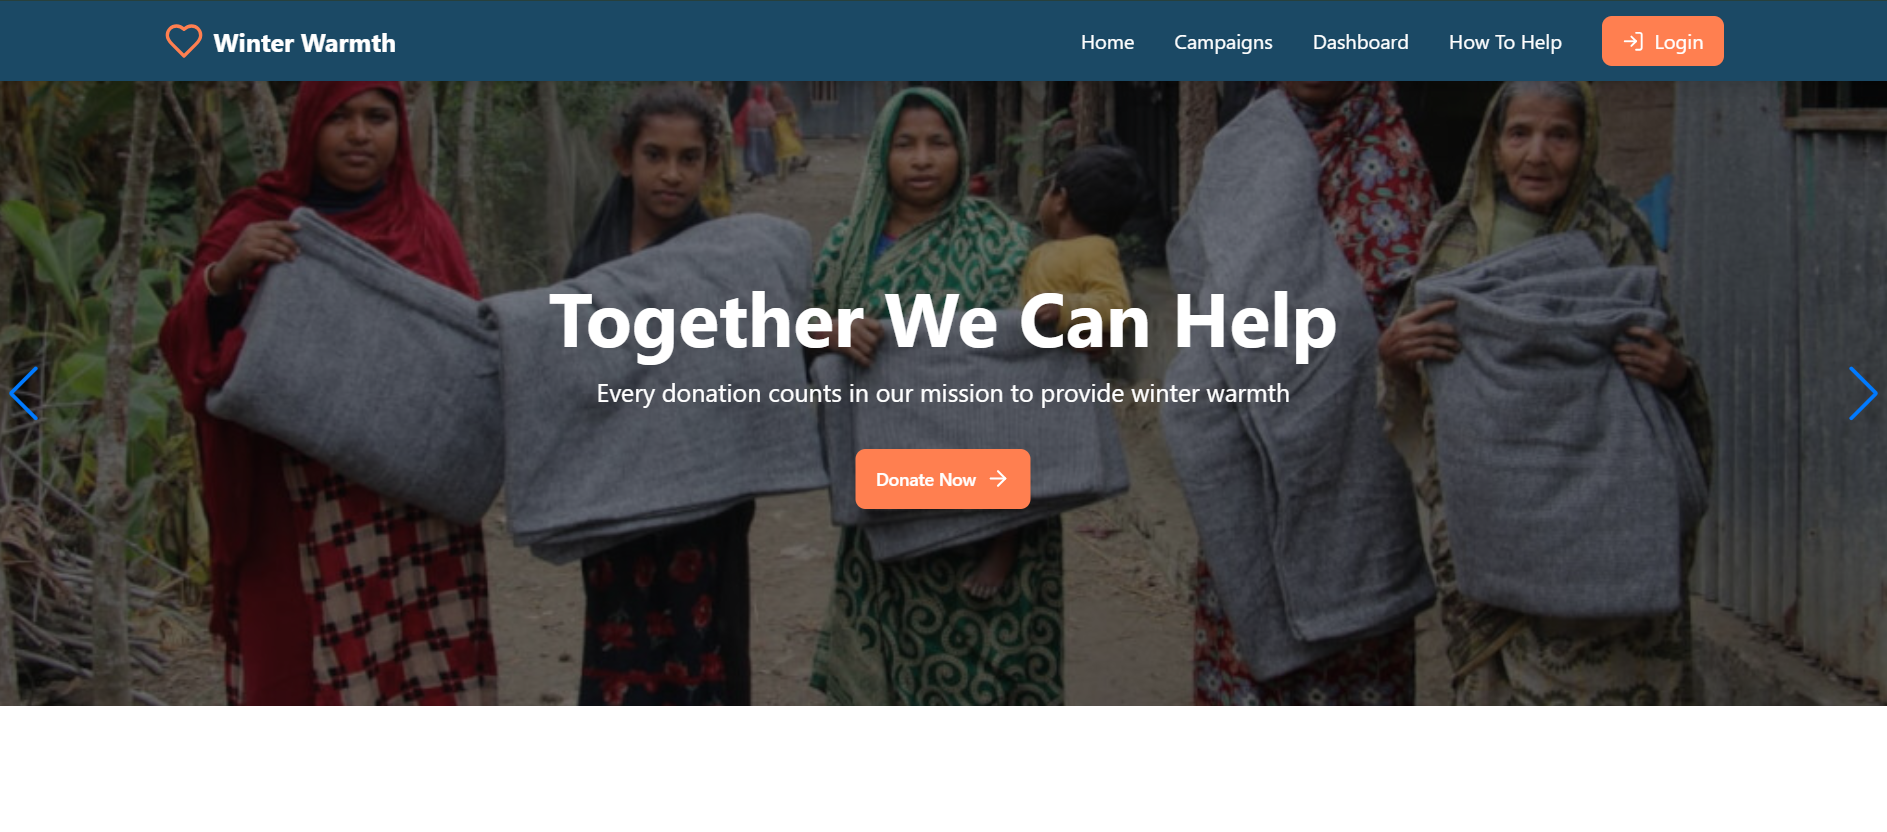 Winter Warmth
Home
Campaigns
Dashboard
How To Help
Login
Together We Can Help
Every donation counts in our mission to provide winter warmth
Donate Now